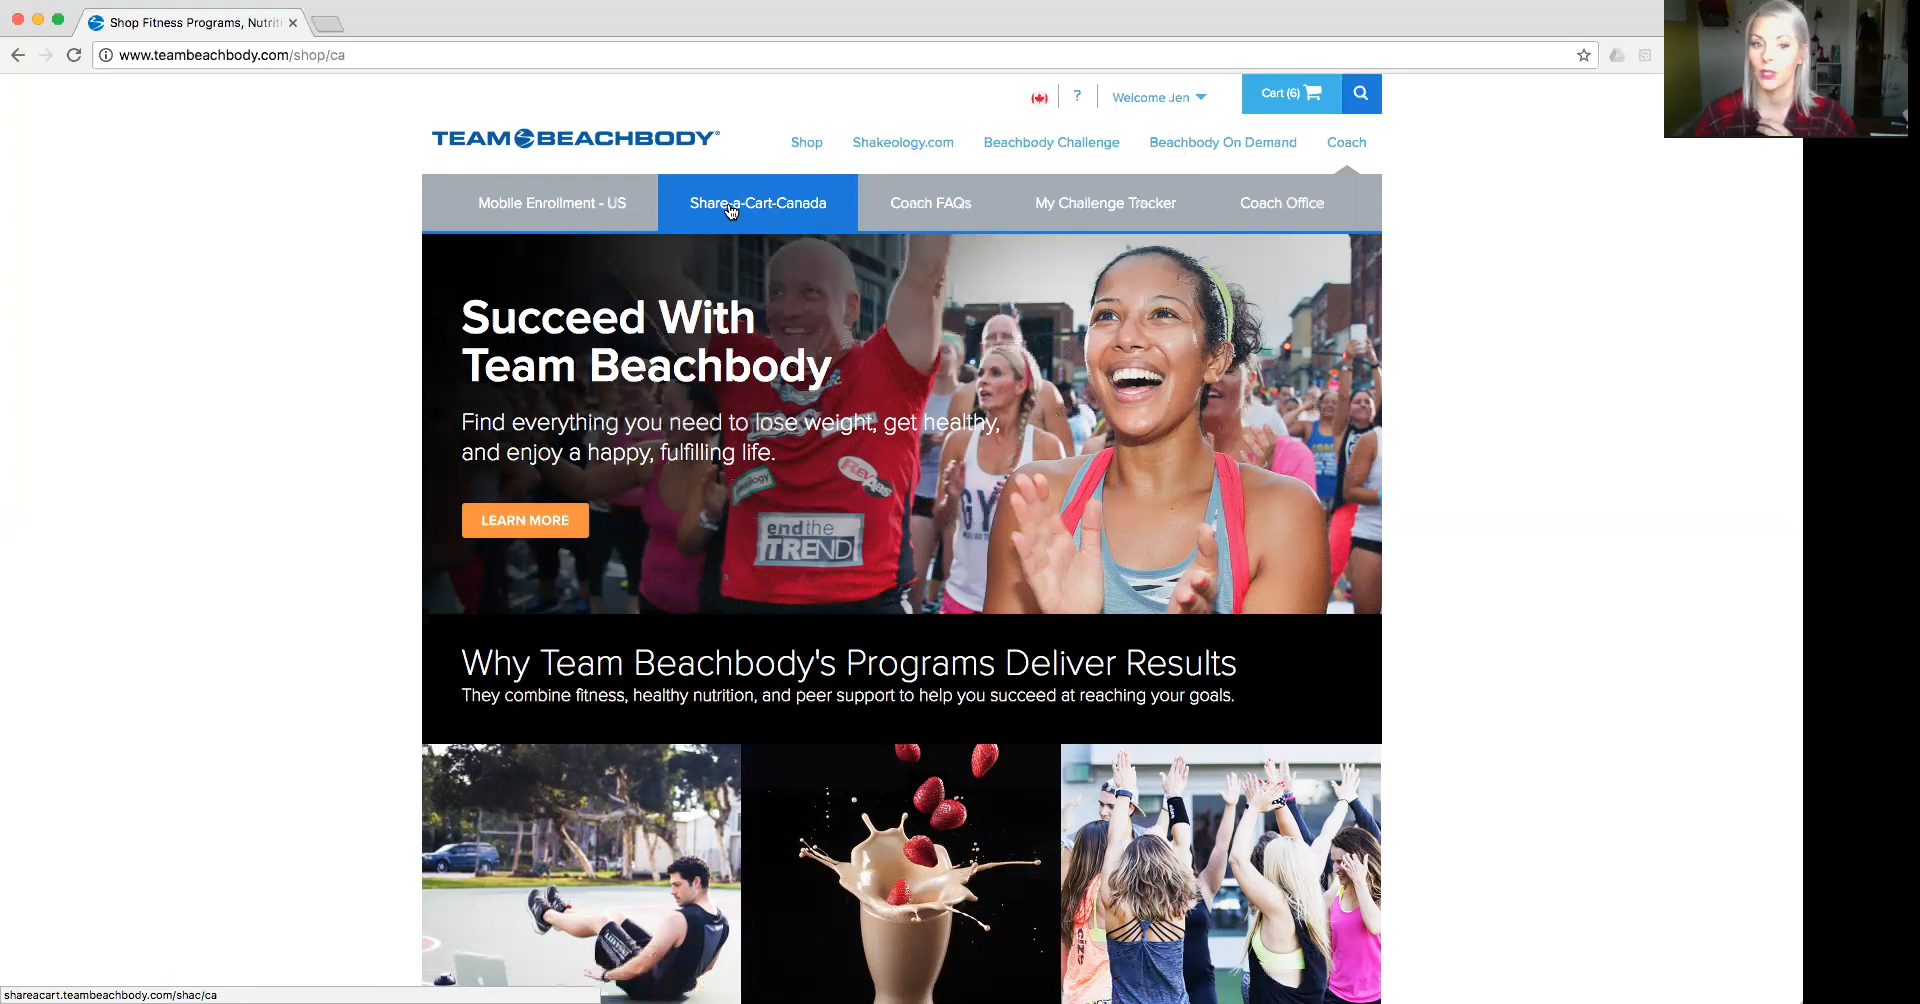 Shop Fitness Programs, Nutriti
www.teambeachbody.com/shop/ca
?
Welcome Jen
Cart (6)
TEAM BEACHBODY®
Shop
Shakeology.com
Beachbody Challenge
Beachbody On Demand
Coach
Mobile Enrollment - US
Share-a-Cart-Canada
Coach FAQs
My Challenge Tracker
Coach Office
Succeed With
Team Beachbody
Find everything you need to lose weight, get healthy,
and enjoy a happy, fulfilling life.
LEARN MORE
end the
TREND
Why Team Beachbody's Programs Deliver Results
They combine fitness, healthy nutrition, and peer support to help you succeed at reaching your goals.
shareacart.teambeachbody.com/shac/ca